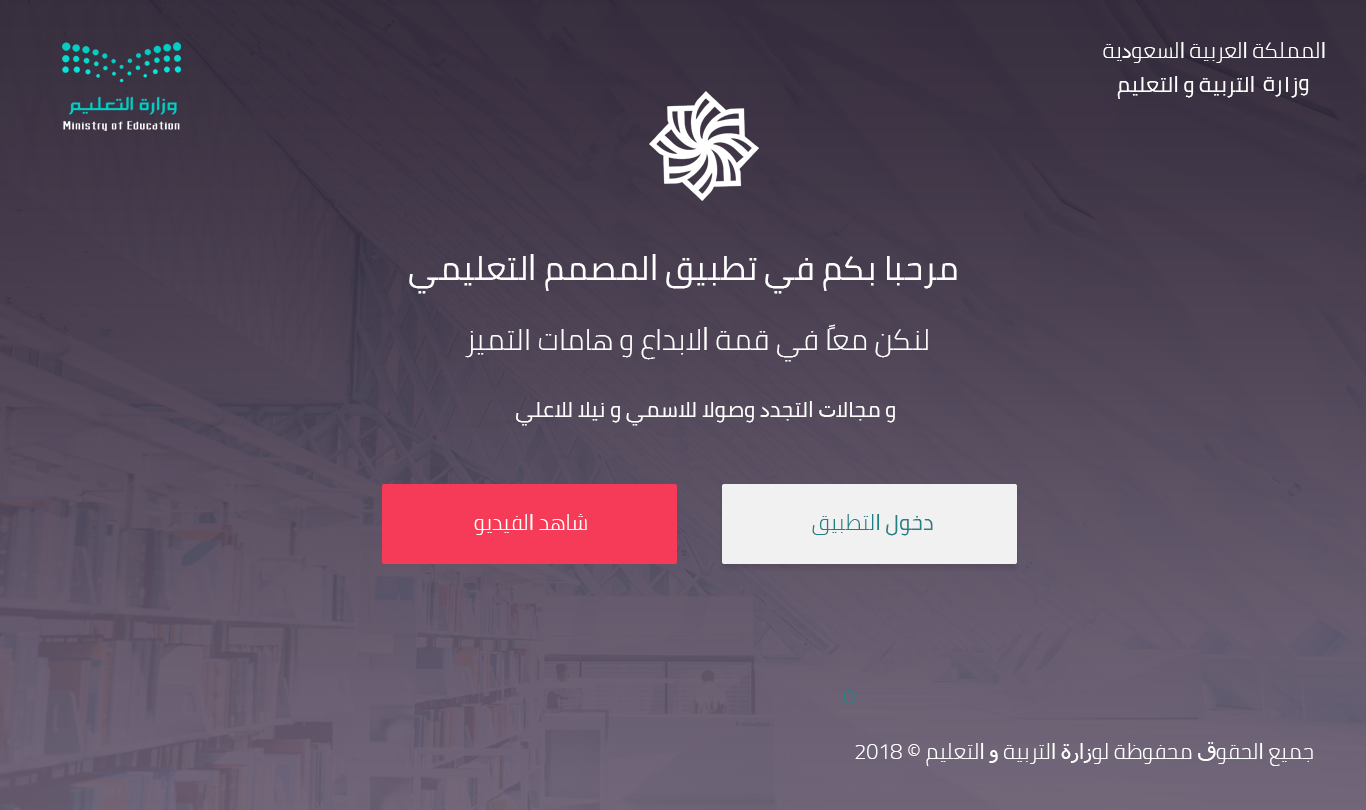 المملكة العربية السعودية
وزارة التربية و التعليم
وزارة التعليم
Ministry of Education
مرحبا بكم في تطبيق المصمم التعليمي
لنكن معاً في قمة الابداع و هامات التميز
و مجالات التجدد وصولا للاسمي و نيلا للاعلي
دخول التطبيق
شاهد الفيديو
ة
جميع الحقوق محفوظة لوزارة التربية و التعليم © 2018